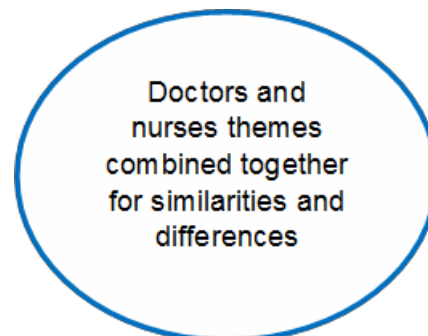 Doctors and
nurses themes
combined together
for similarities and
differences